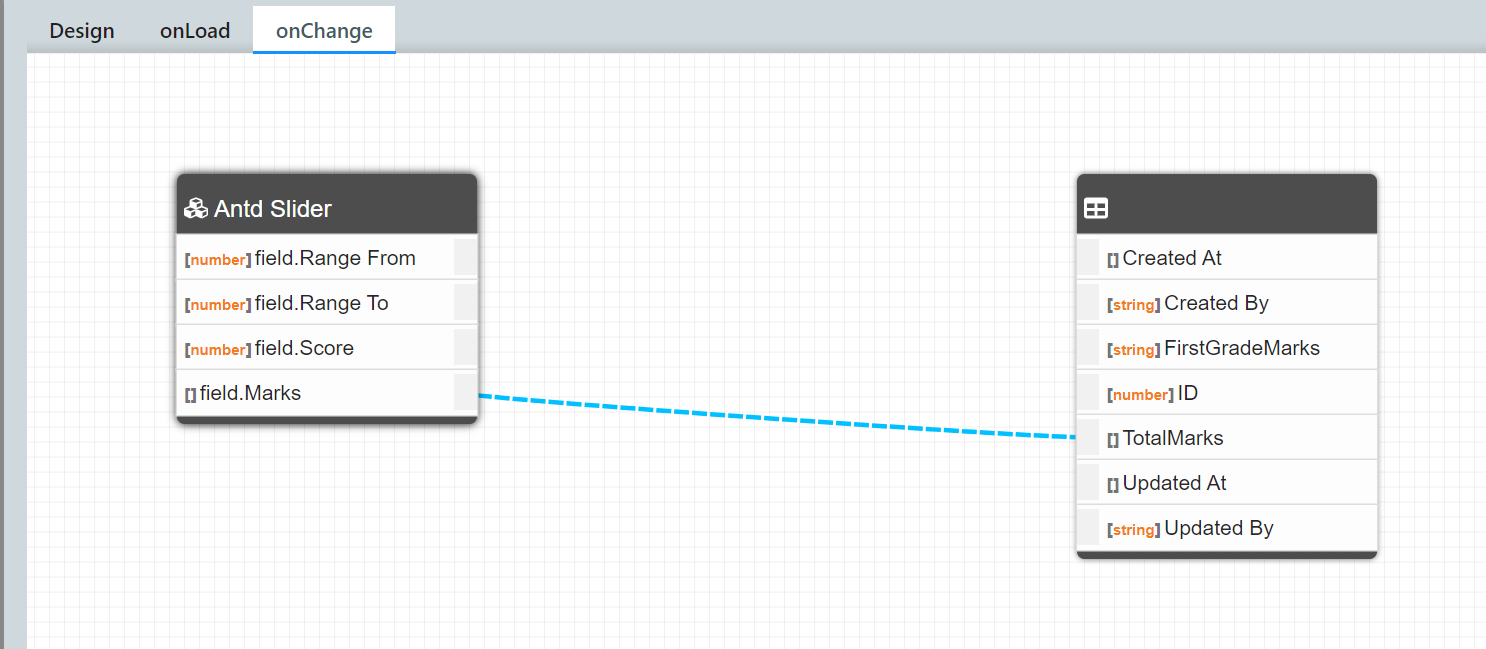 Design onLoad onChange
Antd Slider
[number] field.Range From
[number] field.Range To
[number] field.Score
[] field.Marks
[] Created At
[string] Created By
[string] FirstGradeMarks
[number] ID
[] TotalMarks
[] Updated At
[string] Updated By